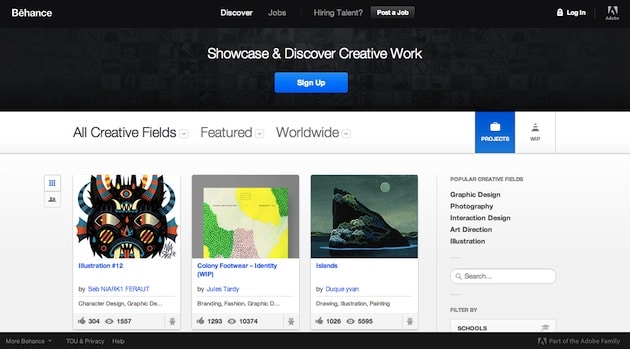 Bēhance
Discover
Jobs
Hiring Talent?
Post a Job
Log In
Adobe
Showcase & Discover Creative Work
Sign Up
All Creative Fields
Featured
Worldwide
PROJECTS
WIP
Illustration #12
by Seb NIARK1 FERAUT
Character Design, Graphic De...
304 1557
Colony Footwear – Identity
(WIP)
by Jules Tardy
Branding, Fashion, Graphic D...
1293 10374
Islands
by Duque yvan
Drawing, Illustration, Painting
1026 5595
POPULAR CREATIVE FIELDS
Graphic Design
Photography
Interaction Design
Art Direction
Illustration
Search...
FILTER BY
SCHOOLS
More Behance
TOU & Privacy
Help
Part of the Adobe Family